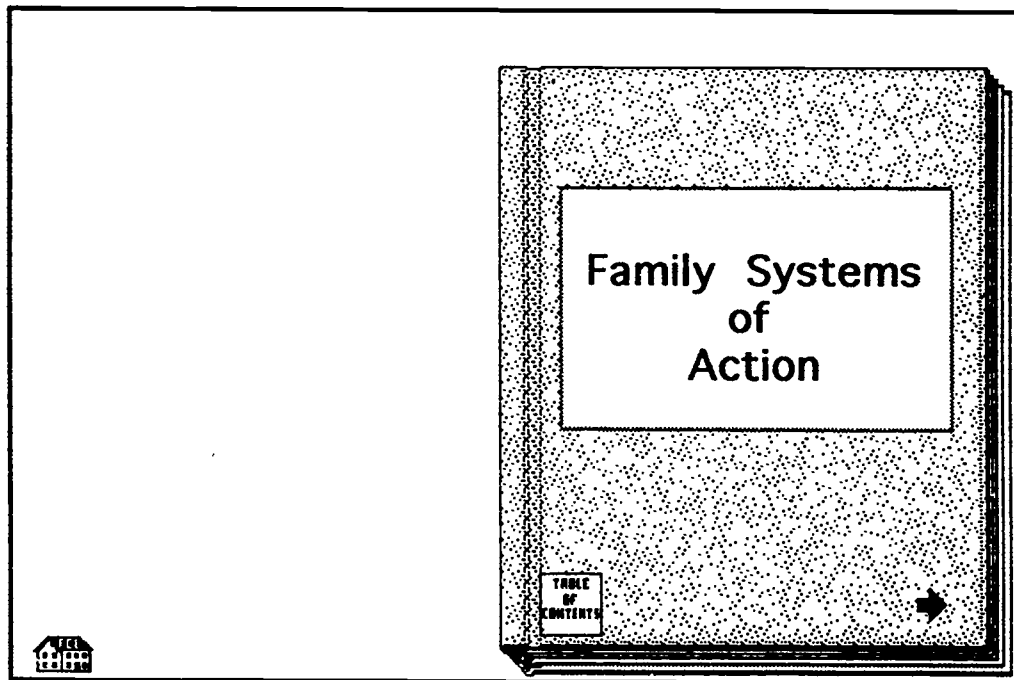 Family Systems
of
Action
TABLE
OF
CONTENTS